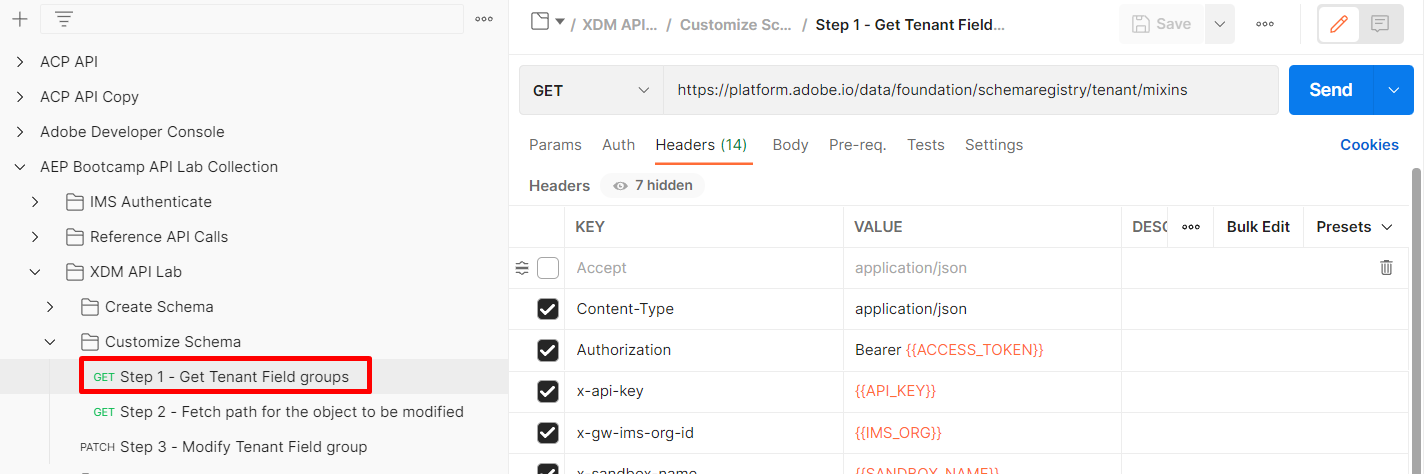 ACP API
ACP API Copy
Adobe Developer Console
AEP Bootcamp API Lab Collection
IMS Authenticate
Reference API Calls
XDM API Lab
Create Schema
Customize Schema
GET Step 1 - Get Tenant Field groups
GET Step 2 - Fetch path for the object to be modified
PATCH Step 3 - Modify Tenant Field group
/ XDM API... / Customize Sc... / Step 1 - Get Tenant Field...
Save
GET https://platform.adobe.io/data/foundation/schemaregistry/tenant/mixins Send
Params Auth Headers (14) Body Pre-req. Tests Settings Cookies
Headers 7 hidden
KEY VALUE DESC Bulk Edit Presets
Accept application/json
Content-Type application/json
Authorization Bearer {{ACCESS_TOKEN}}
x-api-key {{API_KEY}}
x-gw-ims-org-id {{IMS_ORG}}
x-sandbox-name {{SANDBOX_NAME}}